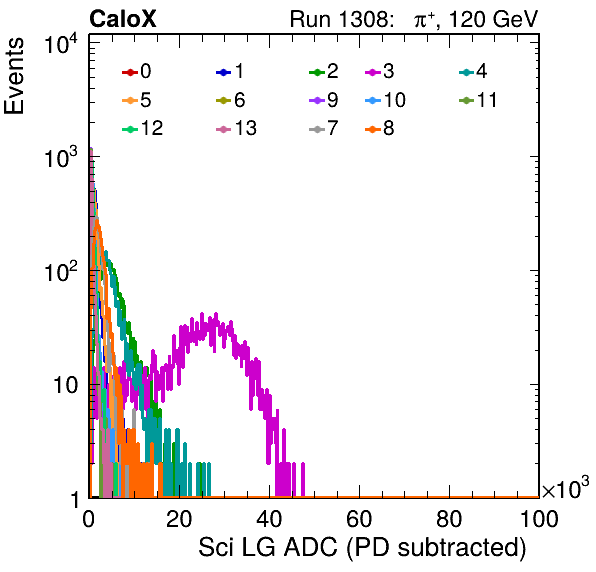 CaloX Run 1308: π⁺, 120 GeV
Events
10⁴
10³
10²
10
1
0 1 2 3 4
5 6 9 10 11
12 13 7 8
0 20 40 60 80 100
×10³
Sci LG ADC (PD subtracted)